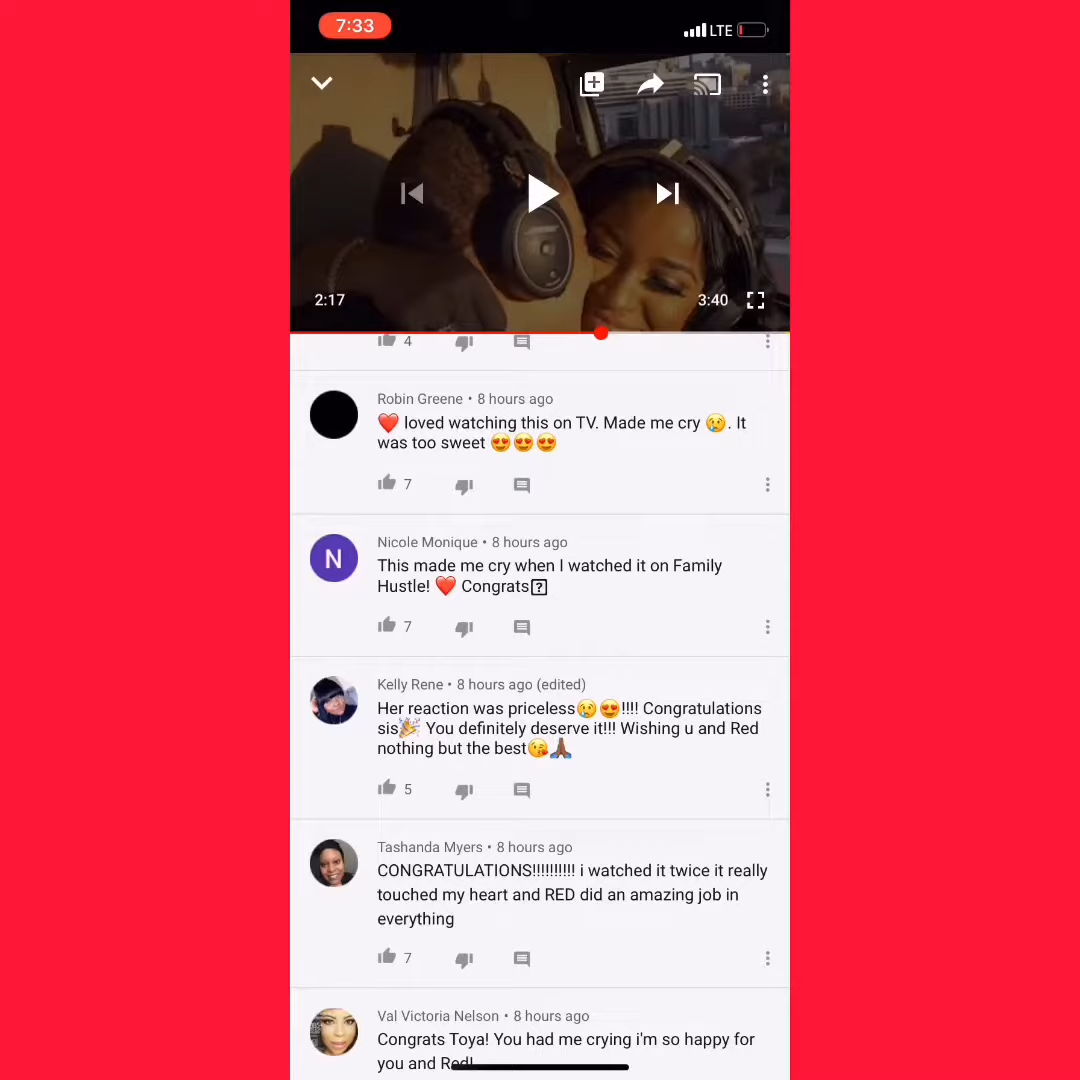 7:33
LTE
2:17
3:40
4
Robin Greene • 8 hours ago
❤️ loved watching this on TV. Made me cry 😢. It
was too sweet 😍😍😍
7
N
Nicole Monique • 8 hours ago
This made me cry when I watched it on Family
Hustle! ❤️ Congrats⍰
7
Kelly Rene • 8 hours ago (edited)
Her reaction was priceless😢😍!!!! Congratulations
sis🎉 You definitely deserve it!!! Wishing u and Red
nothing but the best😘🙏🏾
5
Tashanda Myers • 8 hours ago
CONGRATULATIONS!!!!!!!!!! i watched it twice it really
touched my heart and RED did an amazing job in
everything
7
Val Victoria Nelson • 8 hours ago
Congrats Toya! You had me crying i'm so happy for
you and Red!